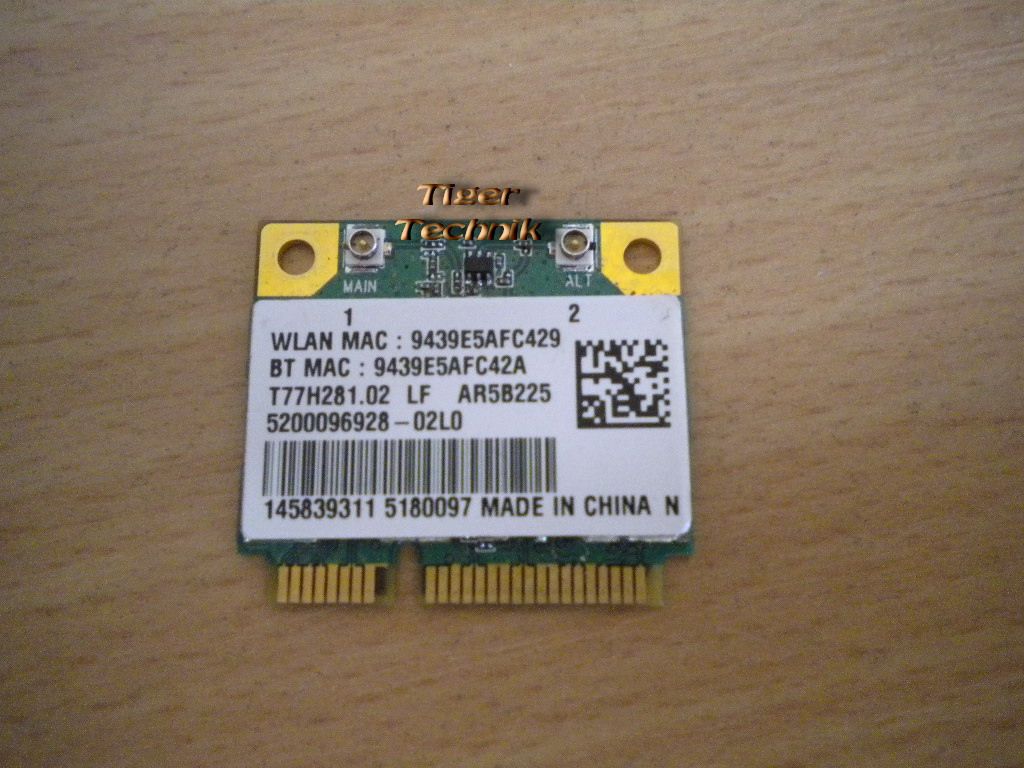 Tiger
Technik
MAIN
ALT
1
2
WLAN MAC : 9439E5AFC429
BT MAC : 9439E5AFC42A
T77H281.02 LF AR5B225
5200096928-02L0
145839311 5180097 MADE IN CHINA N